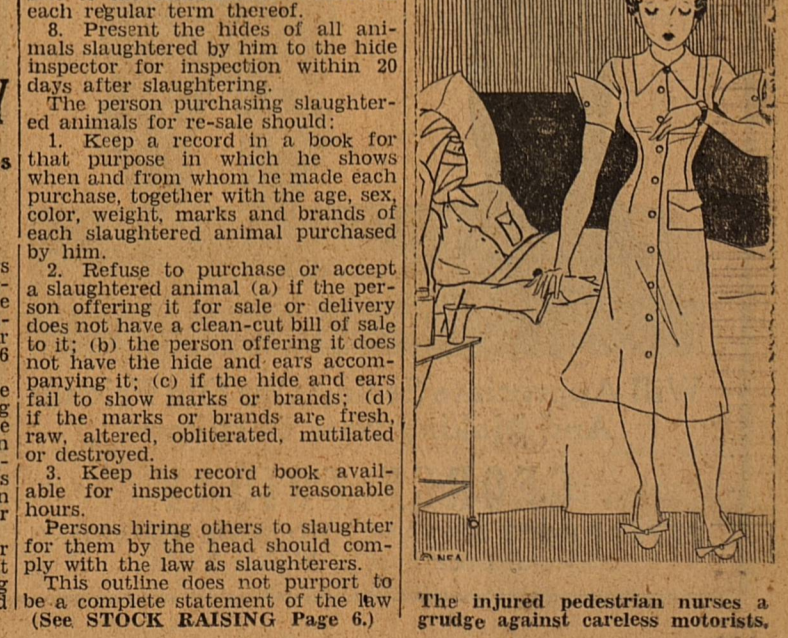 each regular term thereof.
8. Present the hides of all ani-
mals slaughtered by him to the hide
inspector for inspection within 20
days after slaughtering.
The person purchasing slaughter-
ed animals for re-sale should:
1. Keep a record in a book for
that purpose in which he shows
when and from whom he made each
purchase, together with the age, sex,
color, weight, marks and brands of
each slaughtered animal purchased
by him.
2. Refuse to purchase or accept
a slaughtered animal (a) if the per-
son offering it for sale or delivery
does not have a clean-cut bill of sale
to it; (b) the person offering it does
not have the hide and ears accom-
panying it; (c) if the hide and ears
fail to show marks or brands; (d)
if the marks or brands are fresh,
raw, altered, obliterated, mutilated
or destroyed.
3. Keep his record book avail-
able for inspection at reasonable
hours.
Persons hiring others to slaughter
for them by the head should com-
ply with the law as slaughterers.
This outline does not purport to
be a complete statement of the law
(See STOCK RAISING Page 6.)
© NEA
The injured pedestrian nurses a
grudge against careless motorists.